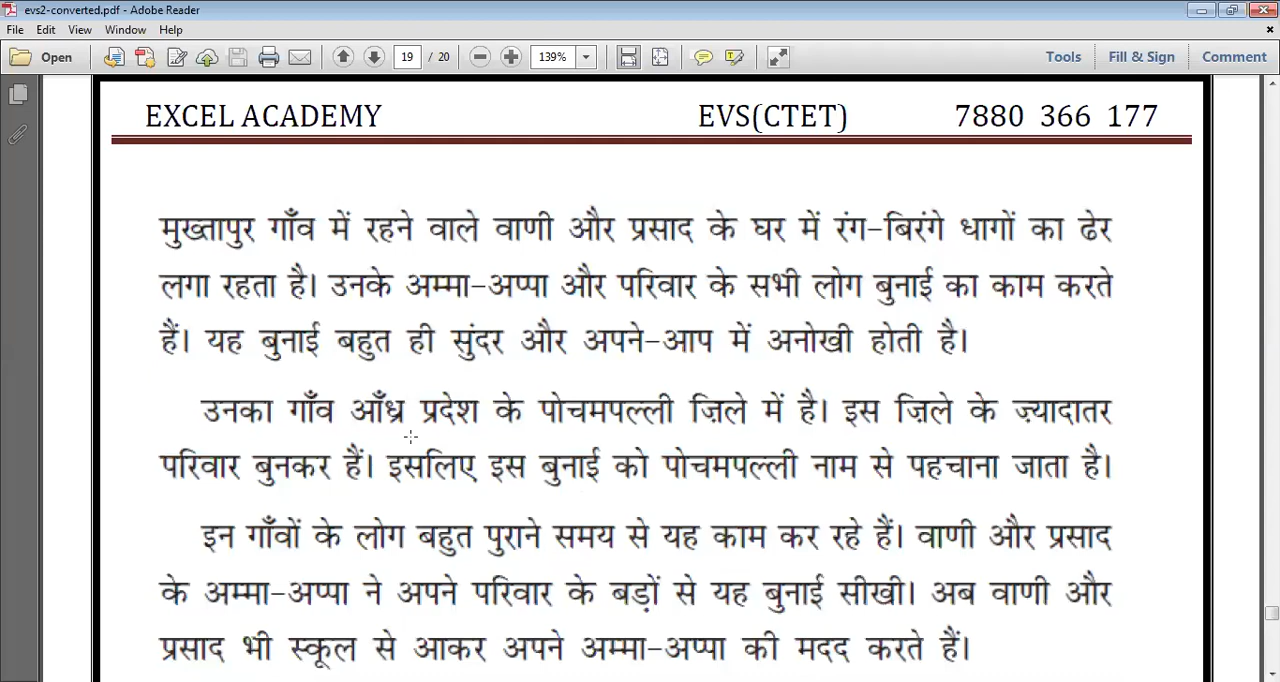 evs2-converted.pdf - Adobe Reader
File Edit View Window Help
Open 19 / 20 139% Tools Fill & Sign Comment
EXCEL ACADEMY EVS(CTET) 7880 366 177
मुख्तापुर गाँव में रहने वाले वाणी और प्रसाद के घर में रंग-बिरंगे धागों का ढेर
लगा रहता है। उनके अम्मा-अप्पा और परिवार के सभी लोग बुनाई का काम करते
हैं। यह बुनाई बहुत ही सुंदर और अपने-आप में अनोखी होती है।
उनका गाँव आँध्र प्रदेश के पोचमपल्ली ज़िले में है। इस ज़िले के ज़्यादातर
परिवार बुनकर हैं। इसलिए इस बुनाई को पोचमपल्ली नाम से पहचाना जाता है।
इन गाँवों के लोग बहुत पुराने समय से यह काम कर रहे हैं। वाणी और प्रसाद
के अम्मा-अप्पा ने अपने परिवार के बड़ों से यह बुनाई सीखी। अब वाणी और
प्रसाद भी स्कूल से आकर अपने अम्मा-अप्पा की मदद करते हैं।